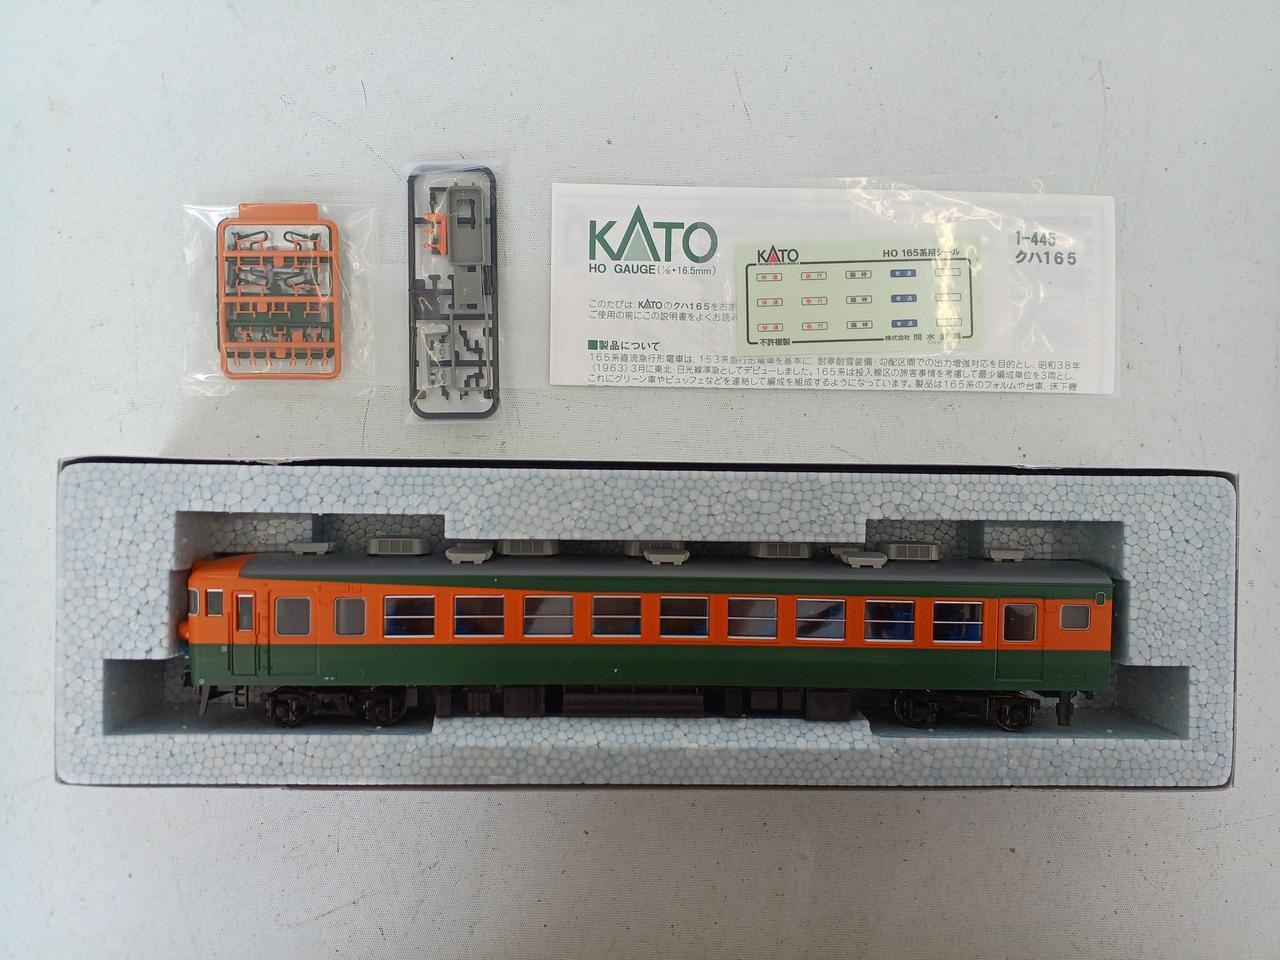 KATO
HO GAUGE(1/80・16.5mm)
1-445
クハ165
このたびは、KATOのクハ165をお求
ご使用の前にこの説明書をよくお読み
■製品について
165系直流急行形電車は、153系急行形電車を基本に、耐寒耐雪装備・勾配区間での出力増強対応を目的とし、昭和38年
(1963)3月に東北・日光線準急としてデビューしました。165系は投入線区の旅客事情を考慮して最少編成単位を3両とし、
これにグリーン車やビュッフェなどを連結して編成を組成するようになっています。製品は165系のフォルムや台車、床下機
KATO
HO 165系用シール
快速 急行 臨時 普通
快速 急行 臨時 普通
快速 急行 臨時 普通
不許複製
株式会社 関水金属